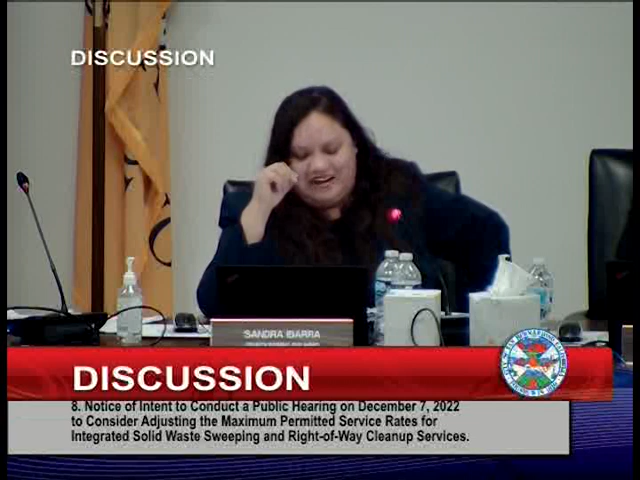 DISCUSSION
SANDRA IBARRA
DISCUSSION
8. Notice of Intent to Conduct a Public Hearing on December 7, 2022
to Consider Adjusting the Maximum Permitted Service Rates for
Integrated Solid Waste Sweeping and Right-of-Way Cleanup Services.